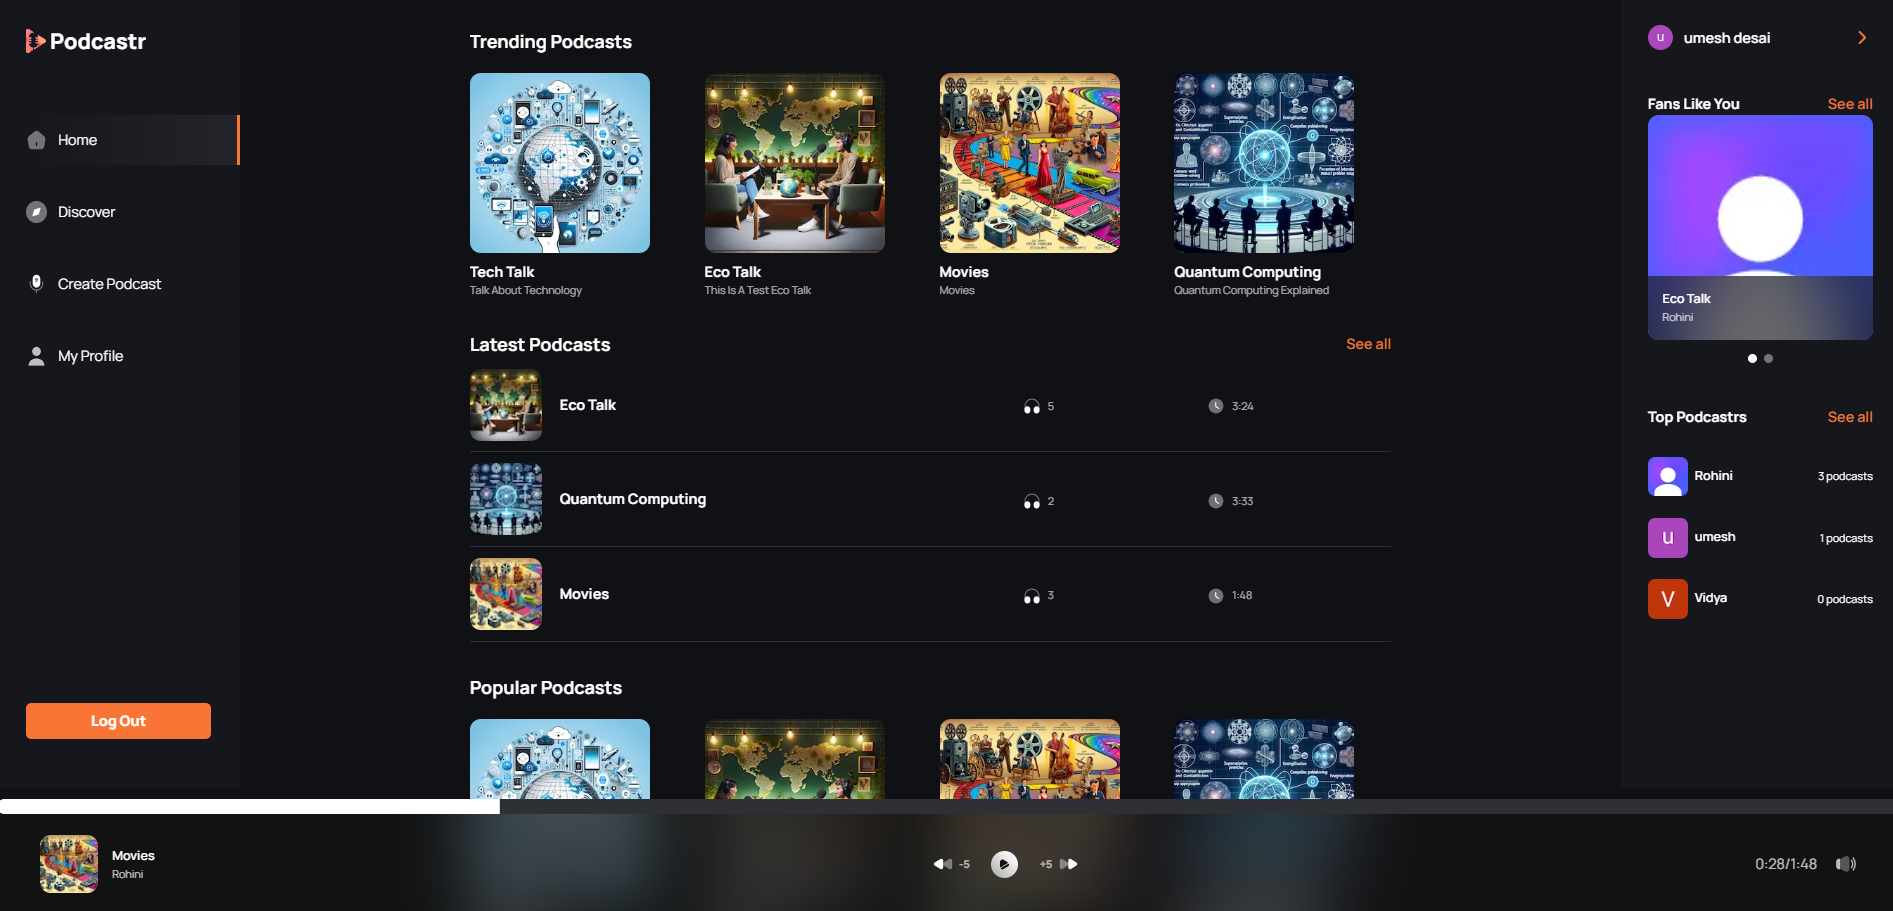 Podcastr
Home
Discover
Create Podcast
My Profile
Log Out
Trending Podcasts
Tech Talk
Talk About Technology
Eco Talk
This Is A Test Eco Talk
Movies
Movies
Quantum Computing
Quantum Computing Explained
Latest Podcasts
See all
Eco Talk
5
3:24
Quantum Computing
2
3:33
Movies
3
1:48
Popular Podcasts
u
umesh desai
Fans Like You
See all
Eco Talk
Rohini
Top Podcastrs
See all
Rohini
3 podcasts
u
umesh
1 podcasts
V
Vidya
0 podcasts
Movies
Rohini
-5
+5
0:28/1:48